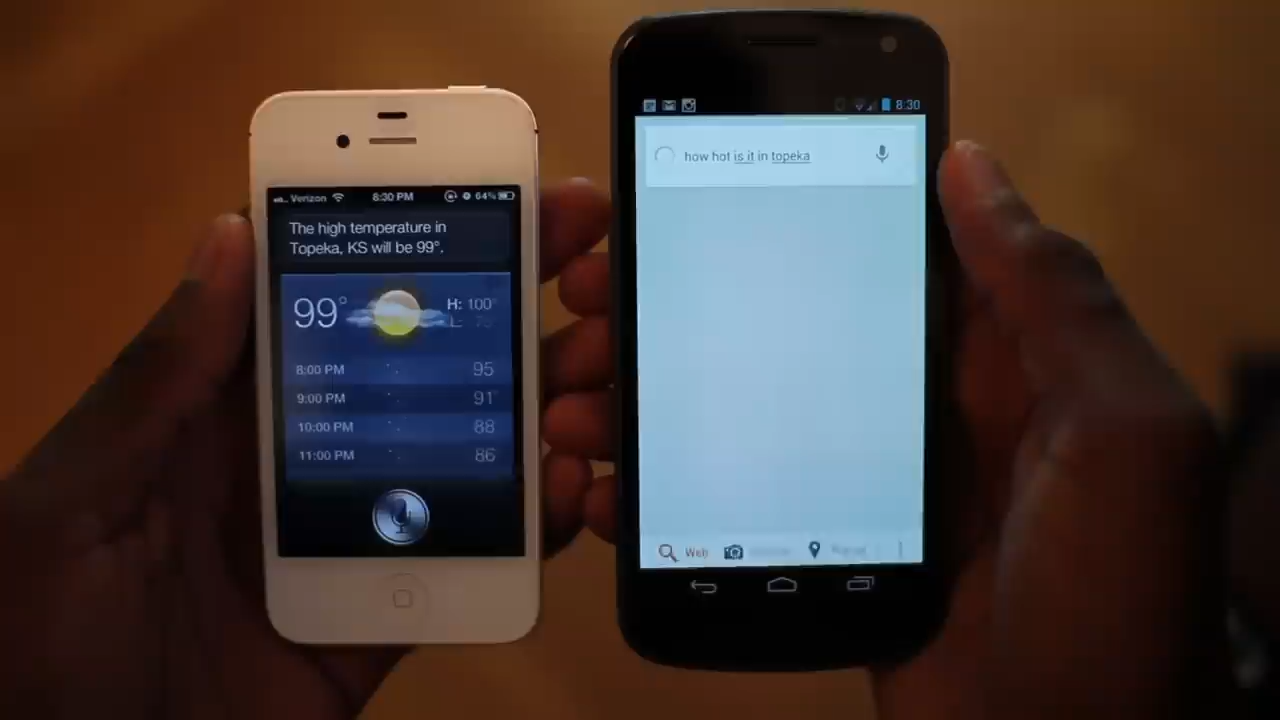 Verizon 8:30 PM 64%
The high temperature in
Topeka, KS will be 99°.
99° H: 100°
L:
8:00 PM 95
9:00 PM 91
10:00 PM 88
11:00 PM 86
8:30
how hot is it in topeka
Web